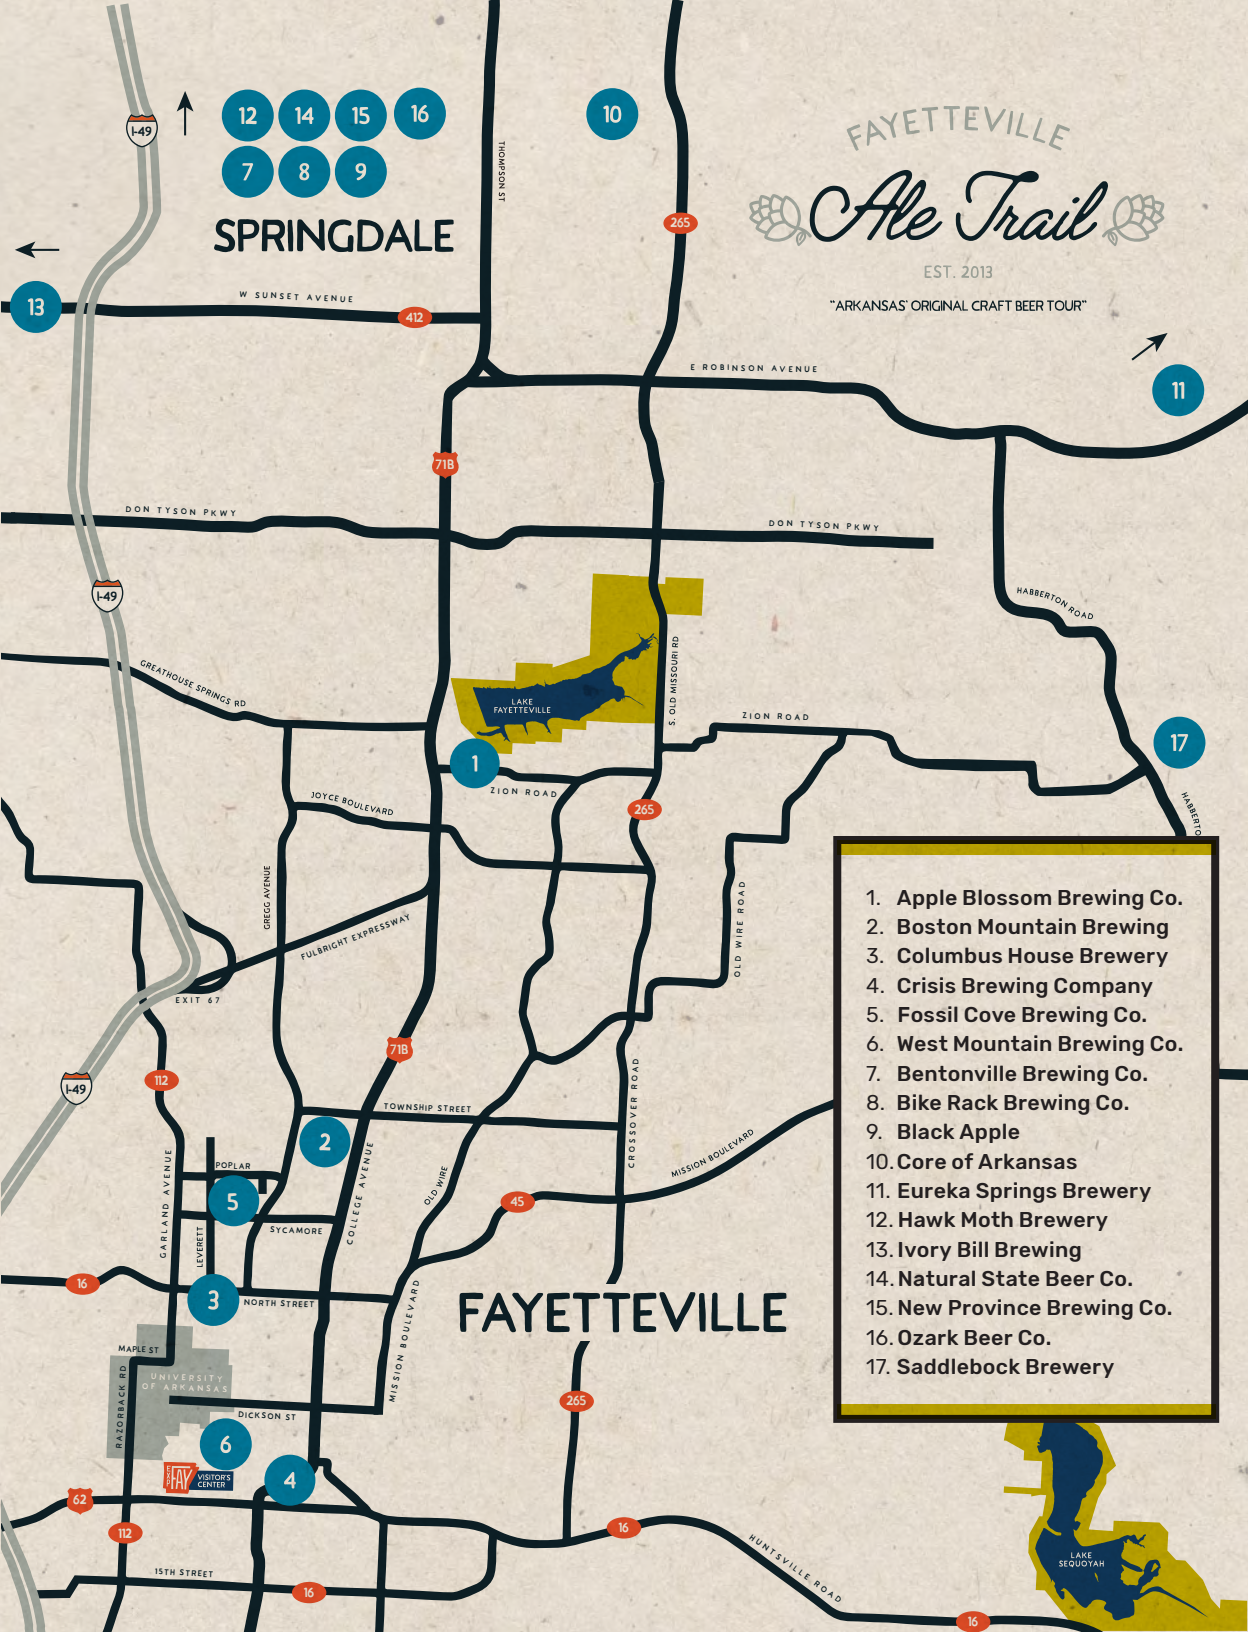 I-49
12 14 15 16
7 8 9
SPRINGDALE
10
THOMPSON ST
265
FAYETTEVILLE
Ale Trail
EST. 2013
"ARKANSAS' ORIGINAL CRAFT BEER TOUR"
13
W SUNSET AVENUE
412
E ROBINSON AVENUE
11
71B
DON TYSON PKWY
DON TYSON PKWY
I-49
HABBERTON ROAD
GREATHOUSE SPRINGS RD
S. OLD MISSOURI RD
LAKE
FAYETTEVILLE
ZION ROAD
17
1
ZION ROAD
HABBERTO
JOYCE BOULEVARD
265
GREGG AVENUE
FULBRIGHT EXPRESSWAY
OLD WIRE ROAD
EXIT 67
1. Apple Blossom Brewing Co.
2. Boston Mountain Brewing
3. Columbus House Brewery
4. Crisis Brewing Company
5. Fossil Cove Brewing Co.
6. West Mountain Brewing Co.
7. Bentonville Brewing Co.
8. Bike Rack Brewing Co.
9. Black Apple
10. Core of Arkansas
11. Eureka Springs Brewery
12. Hawk Moth Brewery
13. Ivory Bill Brewing
14. Natural State Beer Co.
15. New Province Brewing Co.
16. Ozark Beer Co.
17. Saddlebock Brewery
71B
I-49
112
TOWNSHIP STREET
2
CROSSOVER ROAD
MISSION BOULEVARD
GARLAND AVENUE
POPLAR
COLLEGE AVENUE
OLD WIRE
5
45
SYCAMORE
LEVERETT
16
3
NORTH STREET
MISSION BOULEVARD
FAYETTEVILLE
MAPLE ST
UNIVERSITY
OF ARKANSAS
RAZORBACK RD
DICKSON ST
265
6
EXP FAY
VISITOR'S
CENTER
4
62
112
16
HUNTSVILLE ROAD
15TH STREET
16
LAKE
SEQUOYAH
16